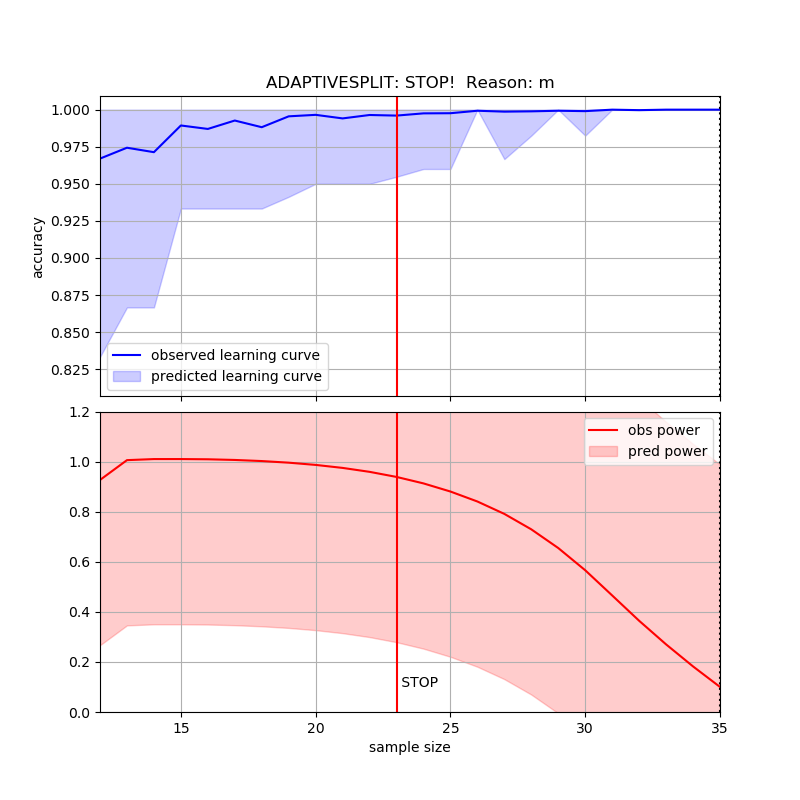 ADAPTIVESPLIT: STOP!  Reason: m
1.000
0.975
0.950
0.925
0.900
0.875
0.850
0.825
accuracy
observed learning curve
predicted learning curve
1.2
1.0
0.8
0.6
0.4
0.2
0.0
obs power
pred power
STOP
15
20
25
30
35
sample size